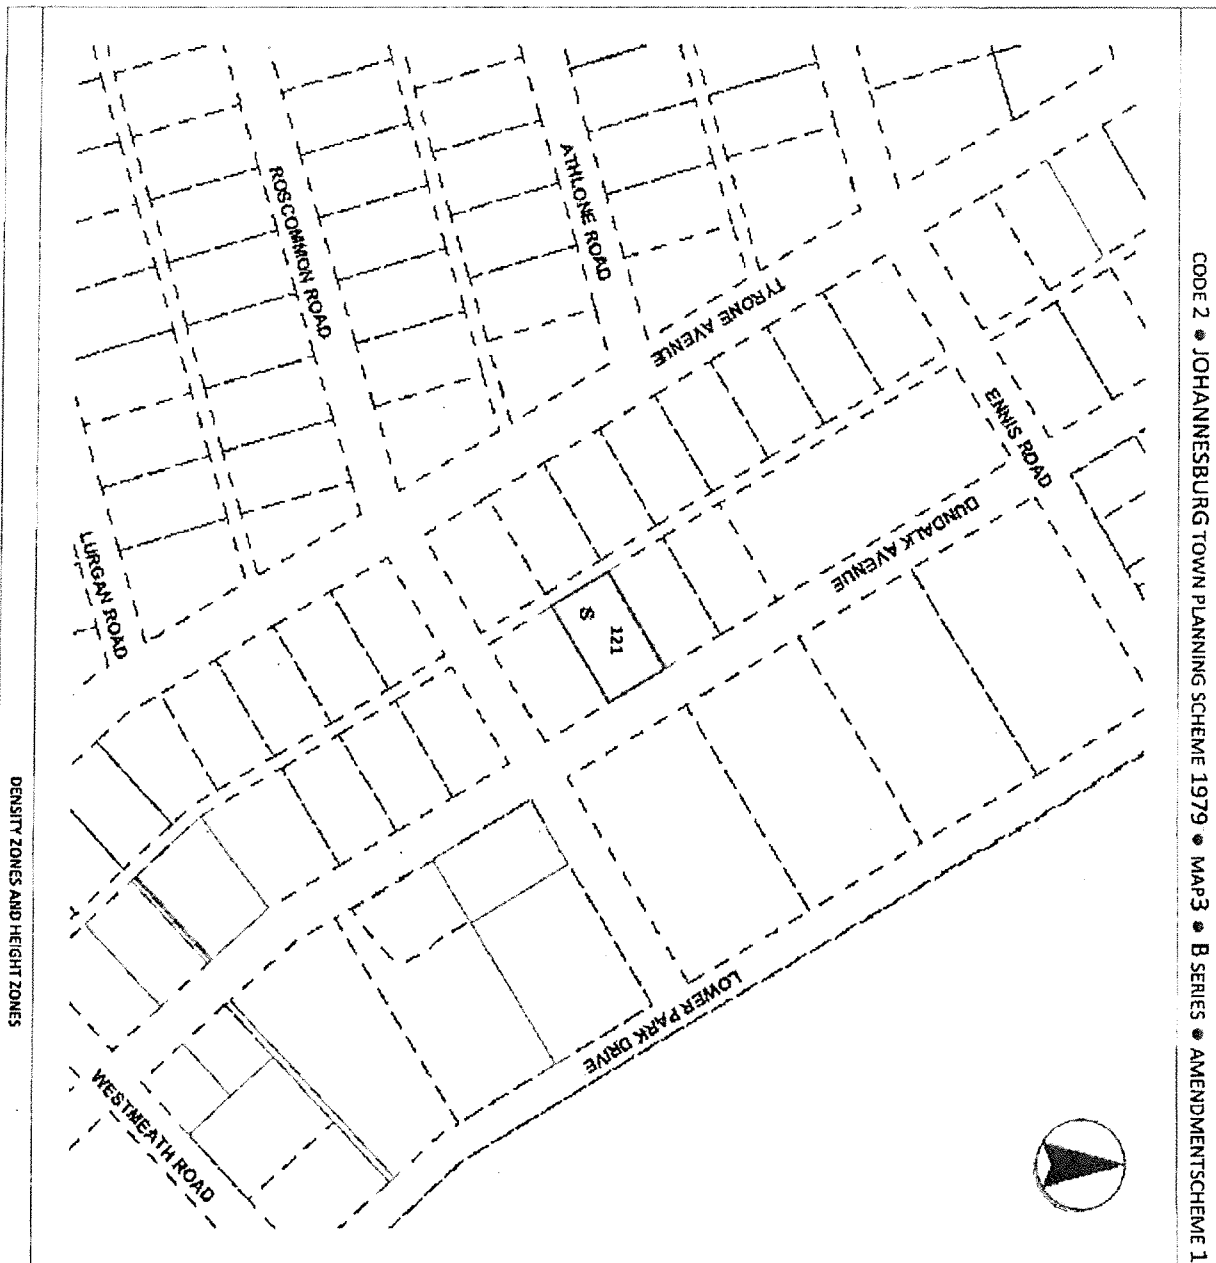 CODE 2 ● JOHANNESBURG TOWN PLANNING SCHEME 1979 ● MAP3 ● B SERIES ● AMENDMENTSCHEME 1
ROSCOMMON ROAD
ATHLONE ROAD
TYRONE AVENUE
ENNIS ROAD
DUNDALK AVENUE
LURGAN ROAD
121
LOWER PARK DRIVE
WESTMEATH ROAD
DENSITY ZONES AND HEIGHT ZONES